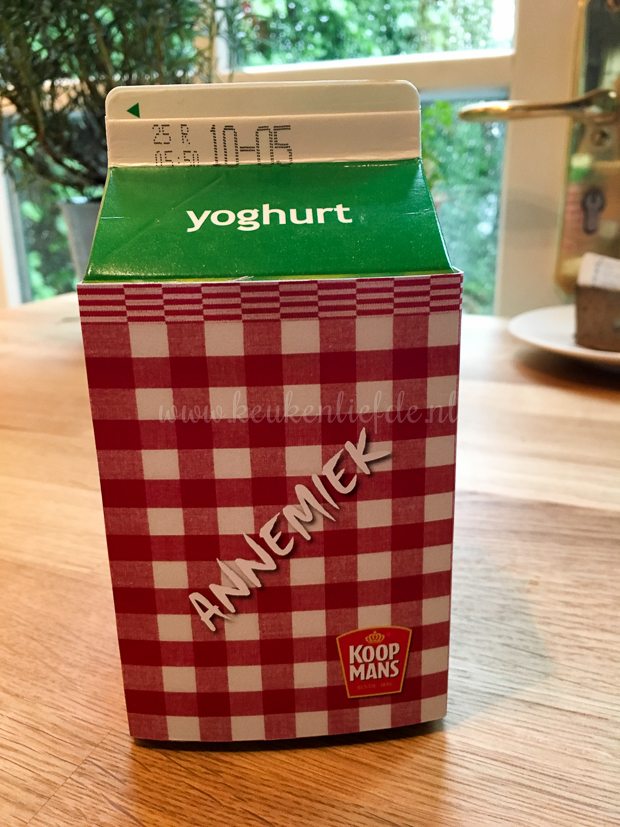 25 R 10-05
05:50
yoghurt
www.keukenliefde.nl
ANNEMIEK
KOOP
MANS